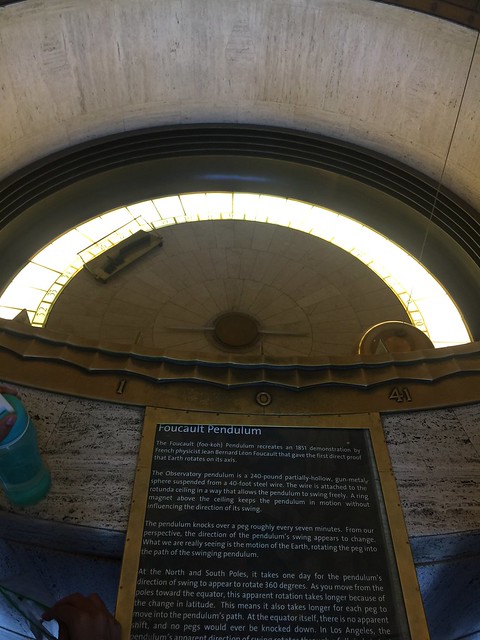 1
0
41
Foucault Pendulum
The Foucault (foo-koh) Pendulum recreates an 1851 demonstration by
French physicist Jean Bernard Léon Foucault that gave the first direct proof
that Earth rotates on its axis.
The Observatory pendulum is a 240-pound partially-hollow, gun-metal
sphere suspended from a 40-foot steel wire. The wire is attached to the
rotunda ceiling in a way that allows the pendulum to swing freely. A ring
magnet above the ceiling keeps the pendulum in motion without
influencing the direction of its swing.
The pendulum knocks over a peg roughly every seven minutes. From our
perspective, the direction of the pendulum's swing appears to change.
What we are really seeing is the motion of the Earth, rotating the peg into
the path of the swinging pendulum.
At the North and South Poles, it takes one day for the pendulum's
direction of swing to appear to rotate 360 degrees. As you move from the
poles toward the equator, this apparent rotation takes longer because of
the change in latitude. This means it also takes longer for each peg to
move into the pendulum's path. At the equator itself, there is no apparent
shift, and no pegs would ever be knocked down. In Los Angeles, the
pendulum's apparent direction of swing